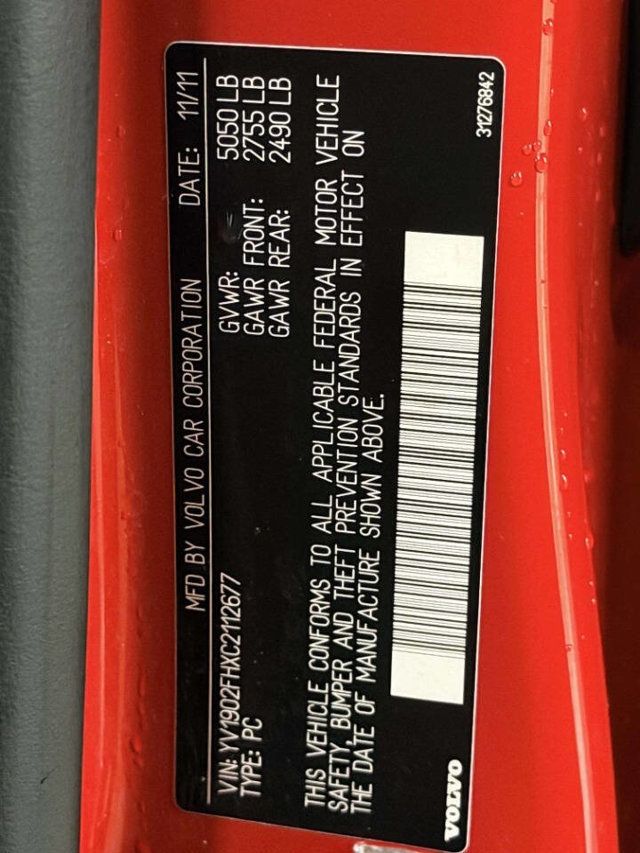 MFD BY VOLVO CAR CORPORATION DATE: 11/11
VIN: YV1902FHXC2112677 GVWR: 5050 LB
TYPE: PC GAWR FRONT: 2755 LB
GAWR REAR: 2490 LB
THIS VEHICLE CONFORMS TO ALL APPLICABLE FEDERAL MOTOR VEHICLE
SAFETY, BUMPER AND THEFT PREVENTION STANDARDS IN EFFECT ON
THE DATE OF MANUFACTURE SHOWN ABOVE.
VOLVO 31276842